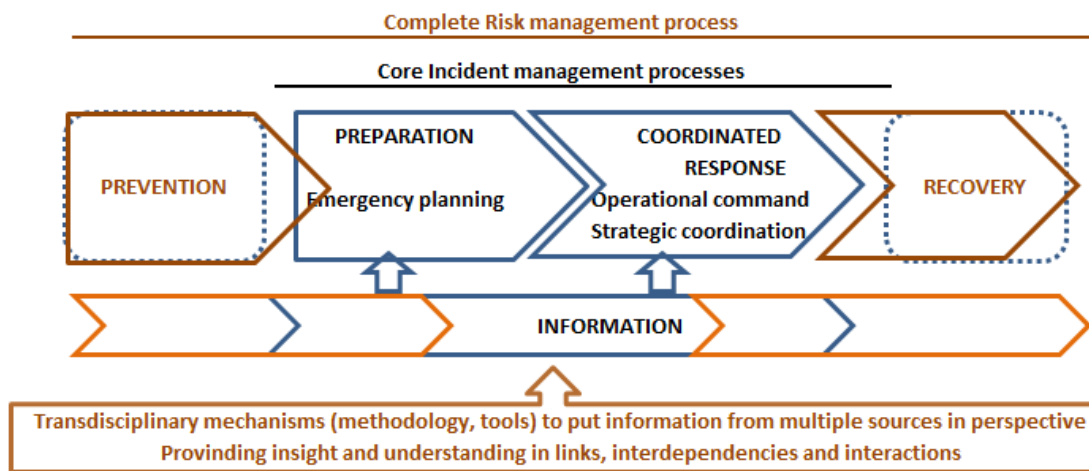 Complete Risk management process
Core Incident management processes
PREVENTION
PREPARATION
Emergency planning
COORDINATED
RESPONSE
Operational command
Strategic coordination
RECOVERY
INFORMATION
Transdisciplinary mechanisms (methodology, tools) to put information from multiple sources in perspective
Provinding insight and understanding in links, interdependencies and interactions